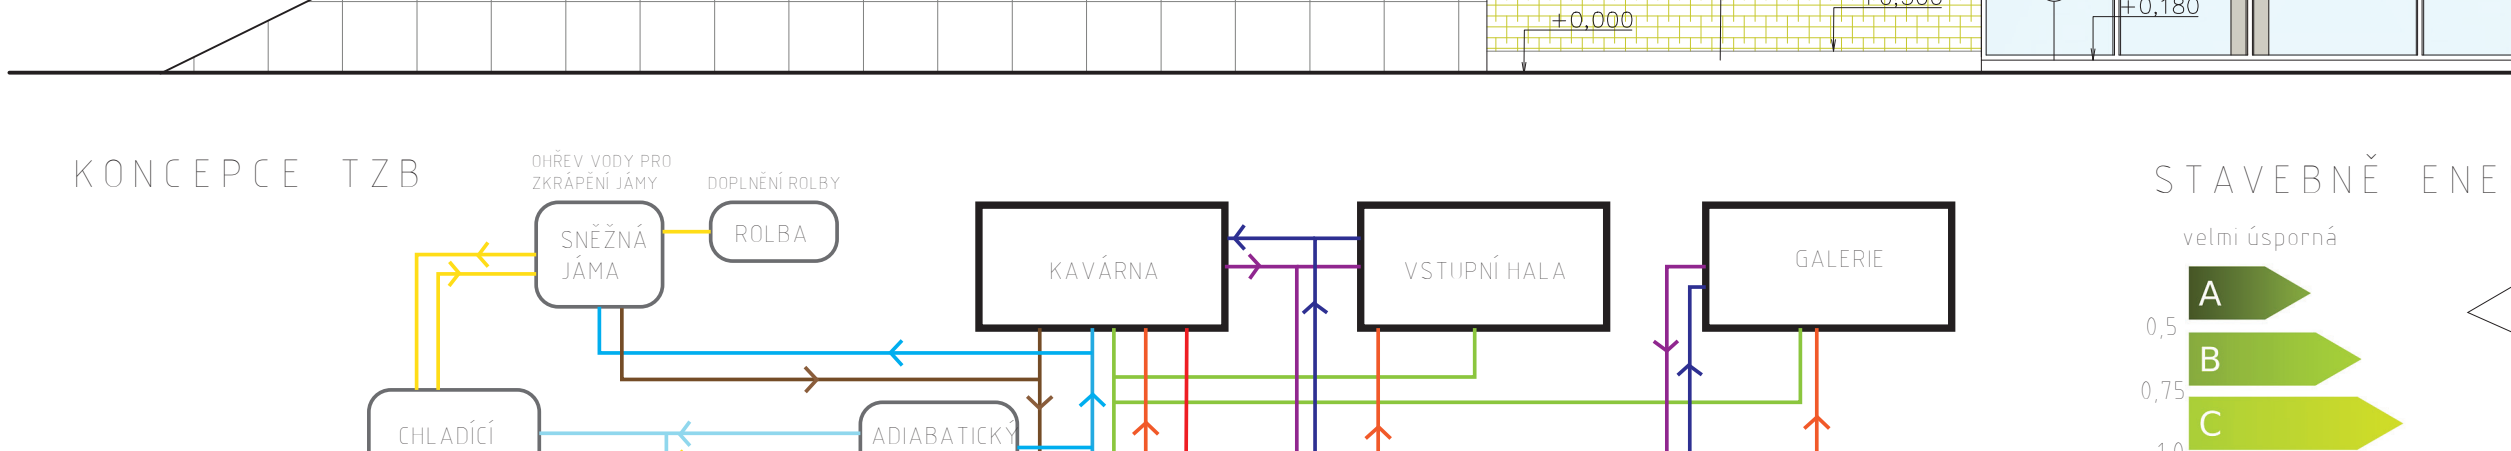 +0,000
+0,180
KONCEPCE TZB
OHŘEV VODY PRO
ZKRÁPĚNÍ JÁMY
DOPLNĚNÍ ROLBY
SNĚŽNÁ
JÁMA
ROLBA
KAVÁRNA
VSTUPNÍ HALA
GALERIE
CHLADÍCÍ
ADIABATICKÝ
STAVEBNĚ ENE
velmi úsporná
A
0,5
B
0,75
C